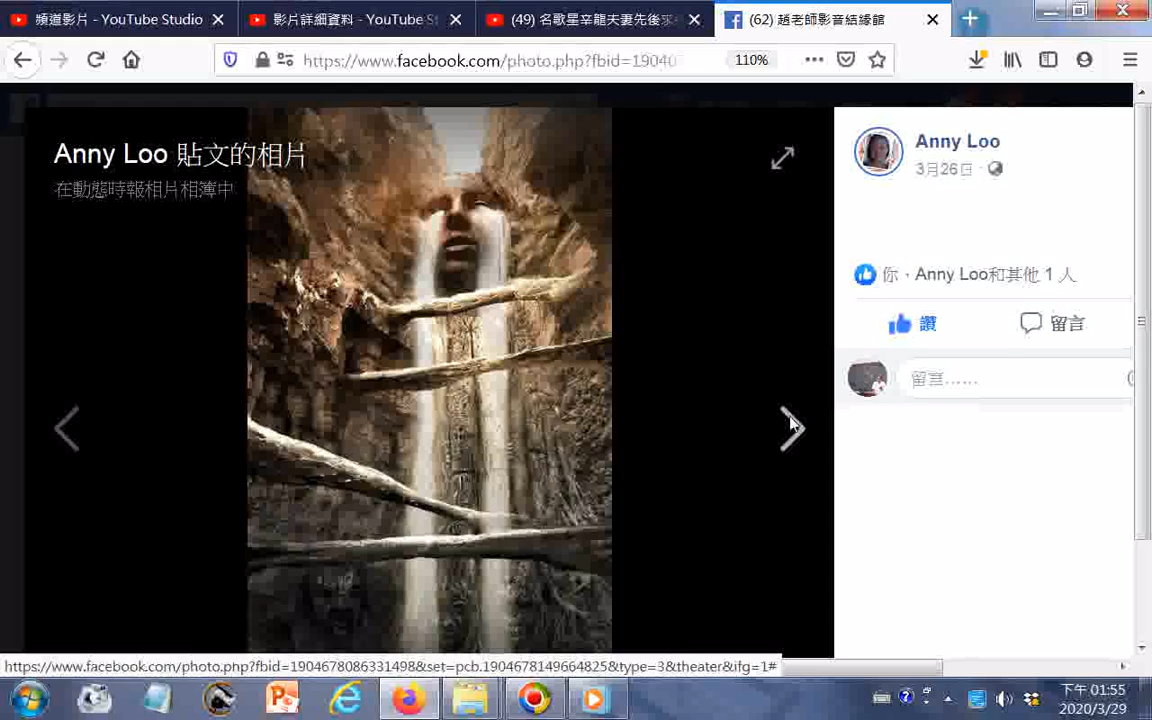 頻道影片 - YouTube Studio
影片詳細資料 - YouTube S
(49) 名歌星辛龍夫妻先後求
(62) 趙老師影音結緣館
https://www.facebook.com/photo.php?fbid=19046
110%
Anny Loo 貼文的相片
在動態時報相片相簿中
Anny Loo
3月26日
你、Anny Loo和其他 1 人
讚
留言
留言......
https://www.facebook.com/photo.php?fbid=1904678086331498&set=pcb.1904678149664825&type=3&theater&ifg=1#
下午 01:55
2020/3/29